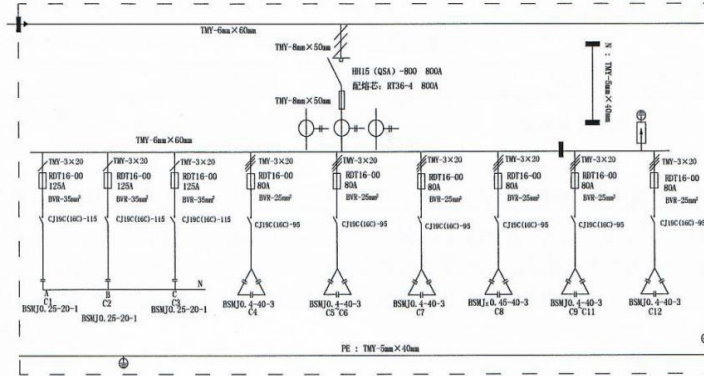 TMY-6mm×60mm
TMY-8mm×50mm
HH15 (QSA) -800 800A
配熔芯: RT36-4 800A
TMY-8mm×50mm
N : TMY-5mm×40mm
TMY-6mm×60mm
TMY-3×20 TMY-3×20 TMY-3×20 TMY-3×20 TMY-3×20 TMY-3×20 TMY-3×20 TMY-3×20 TMY-3×20
RDT16-00 RDT16-00 RDT16-00 RDT16-00 RDT16-00 RDT16-00 RDT16-00 RDT16-00 RDT16-00
125A 125A 125A 80A 80A 80A 80A 80A 80A
BVR-35mm² BVR-35mm² BVR-35mm² BVR-25mm² BVR-25mm² BVR-25mm² BVR-25mm² BVR-25mm² BVR-25mm²
CJ19C(16C)-115 CJ19C(16C)-115 CJ19C(16C)-115 CJ19C(16C)-95 CJ19C(16C)-95 CJ19C(16C)-95 CJ19C(16C)-95 CJ19C(16C)-95 CJ19C(16C)-95
N
A B C
C1 C2 C3
BSMJ0.25-20-1 BSMJ0.25-20-1 BSMJ0.25-20-1
BSMJ0.4-40-3 BSMJ0.4-40-3 BSMJ0.4-40-3 0.45-40-3 BSMJ0.4-40-3 BSMJ0.4-40-3
C4 C5 C6 C7 C8 C9 C11 C12
PE : TMY-5mm×40mm